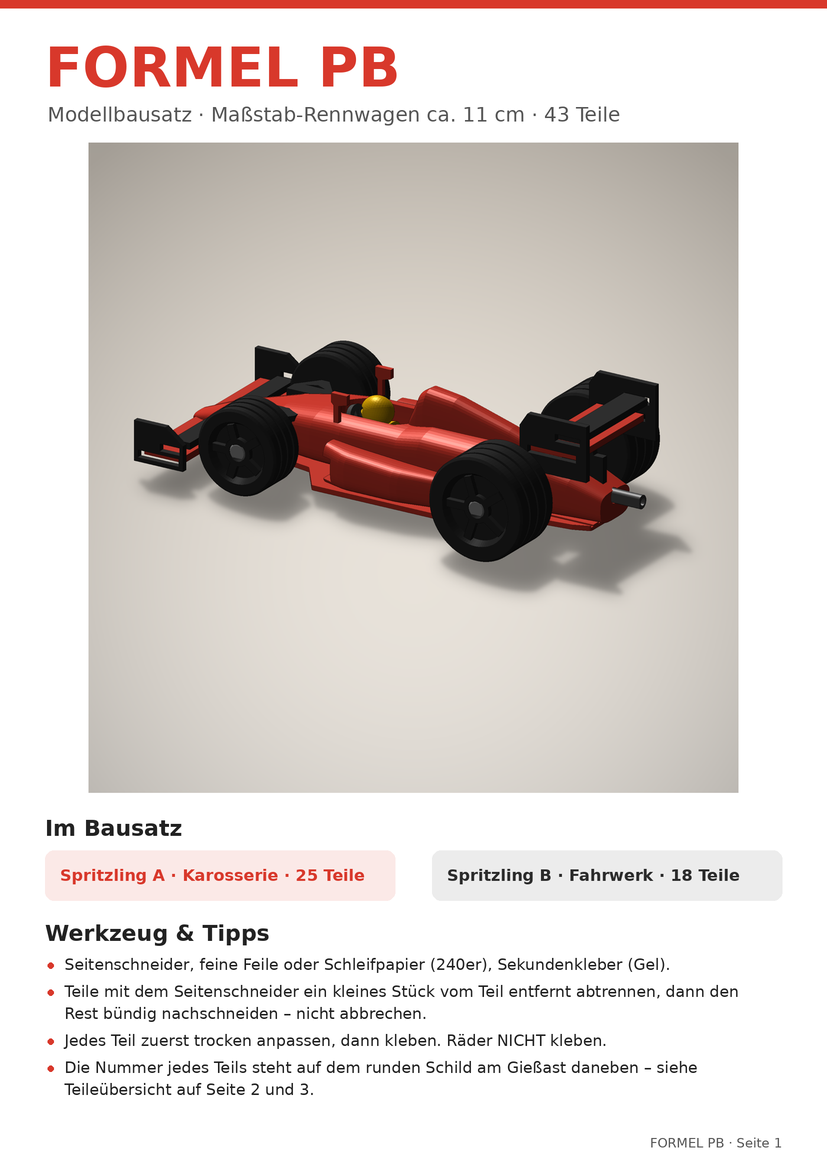 FORMEL PB
Modellbausatz · Maßstab-Rennwagen ca. 11 cm · 43 Teile
Im Bausatz
Spritzling A · Karosserie · 25 Teile
Spritzling B · Fahrwerk · 18 Teile
Werkzeug & Tipps
• Seitenschneider, feine Feile oder Schleifpapier (240er), Sekundenkleber (Gel).
• Teile mit dem Seitenschneider ein kleines Stück vom Teil entfernt abtrennen, dann den
Rest bündig nachschneiden – nicht abbrechen.
• Jedes Teil zuerst trocken anpassen, dann kleben. Räder NICHT kleben.
• Die Nummer jedes Teils steht auf dem runden Schild am Gießast daneben – siehe
Teileübersicht auf Seite 2 und 3.
FORMEL PB · Seite 1